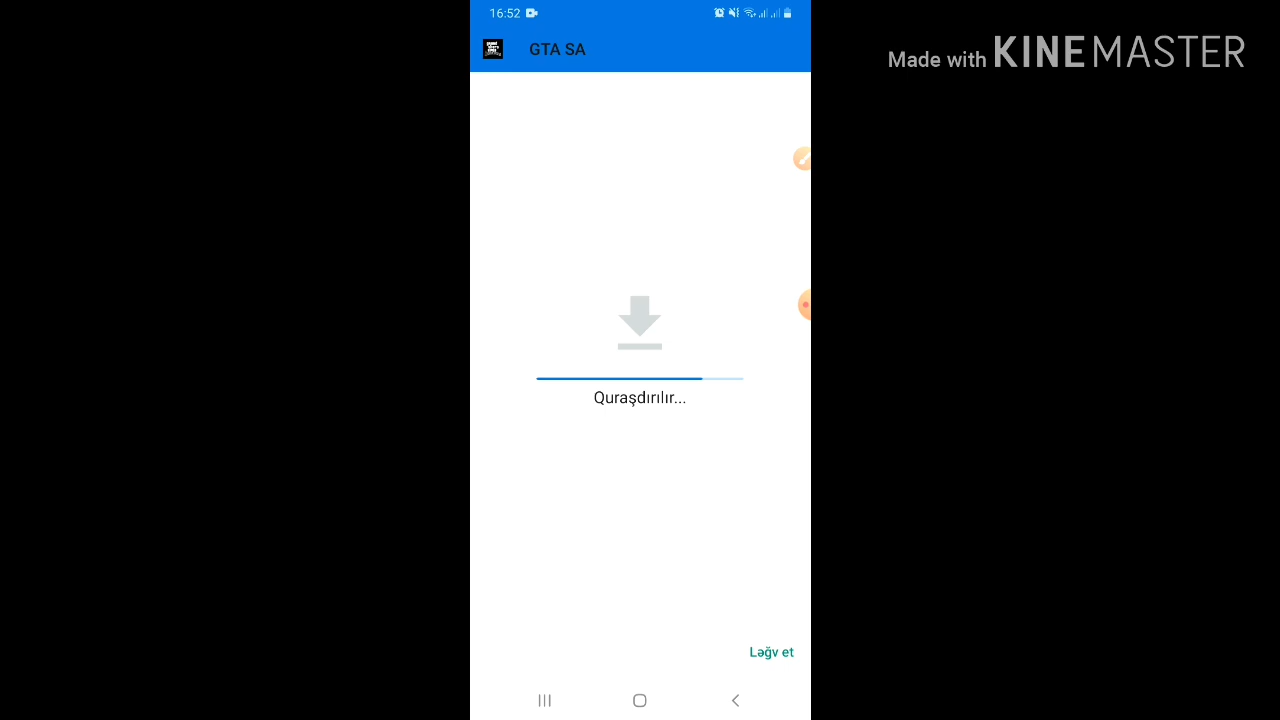 16:52
GTA SA
Made with KINEMASTER
Quraşdırılır...
Ləğv et